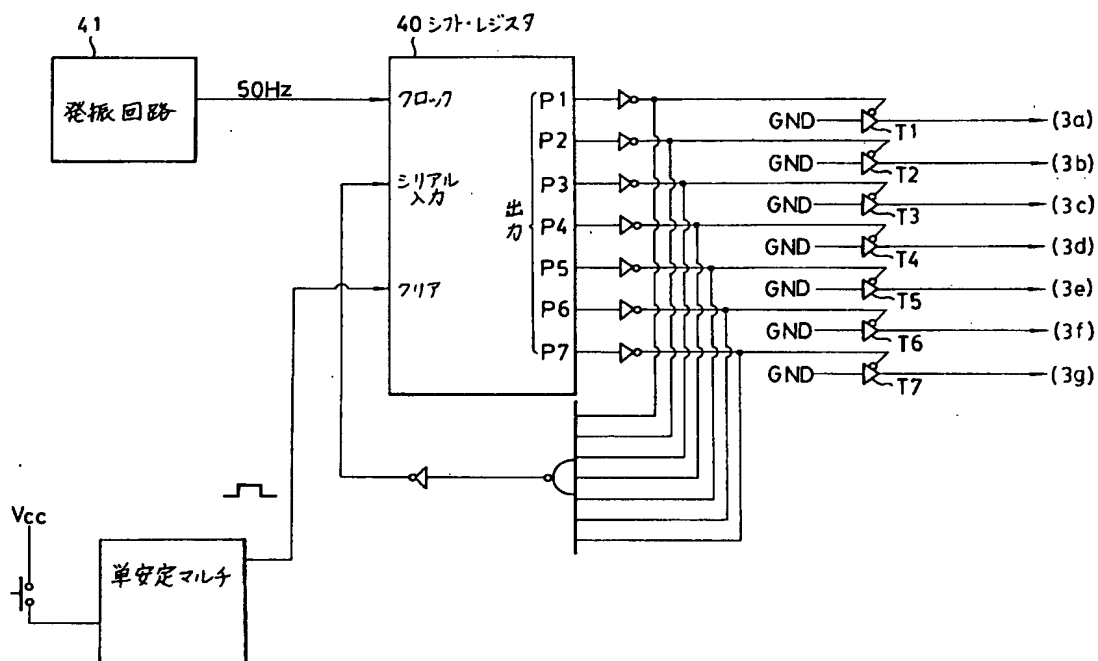 41
発振回路
50Hz
40 シフト・レジスタ
クロック
シリアル
入力
クリア
出力
P1
P2
P3
P4
P5
P6
P7
GND
T1
(3a)
GND
T2
(3b)
GND
T3
(3c)
GND
T4
(3d)
GND
T5
(3e)
GND
T6
(3f)
GND
T7
(3g)
Vcc
単安定マルチ